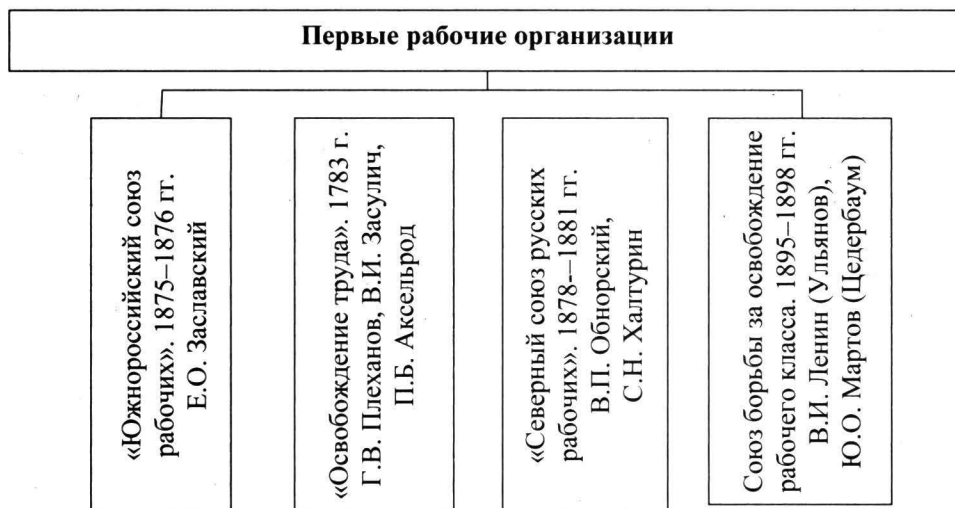 Первые рабочие организации
«Южнороссийский союз
рабочих». 1875–1876 гг.
Е.О. Заславский
«Освобождение труда». 1783 г.
Г.В. Плеханов, В.И. Засулич,
П.Б. Аксельрод
«Северный союз русских
рабочих». 1878-–1881 гг.
В.П. Обнорский,
С.Н. Халтурин
Союз борьбы за освобождение
рабочего класса. 1895–1898 гг.
В.И. Ленин (Ульянов),
Ю.О. Мартов (Цедербаум)